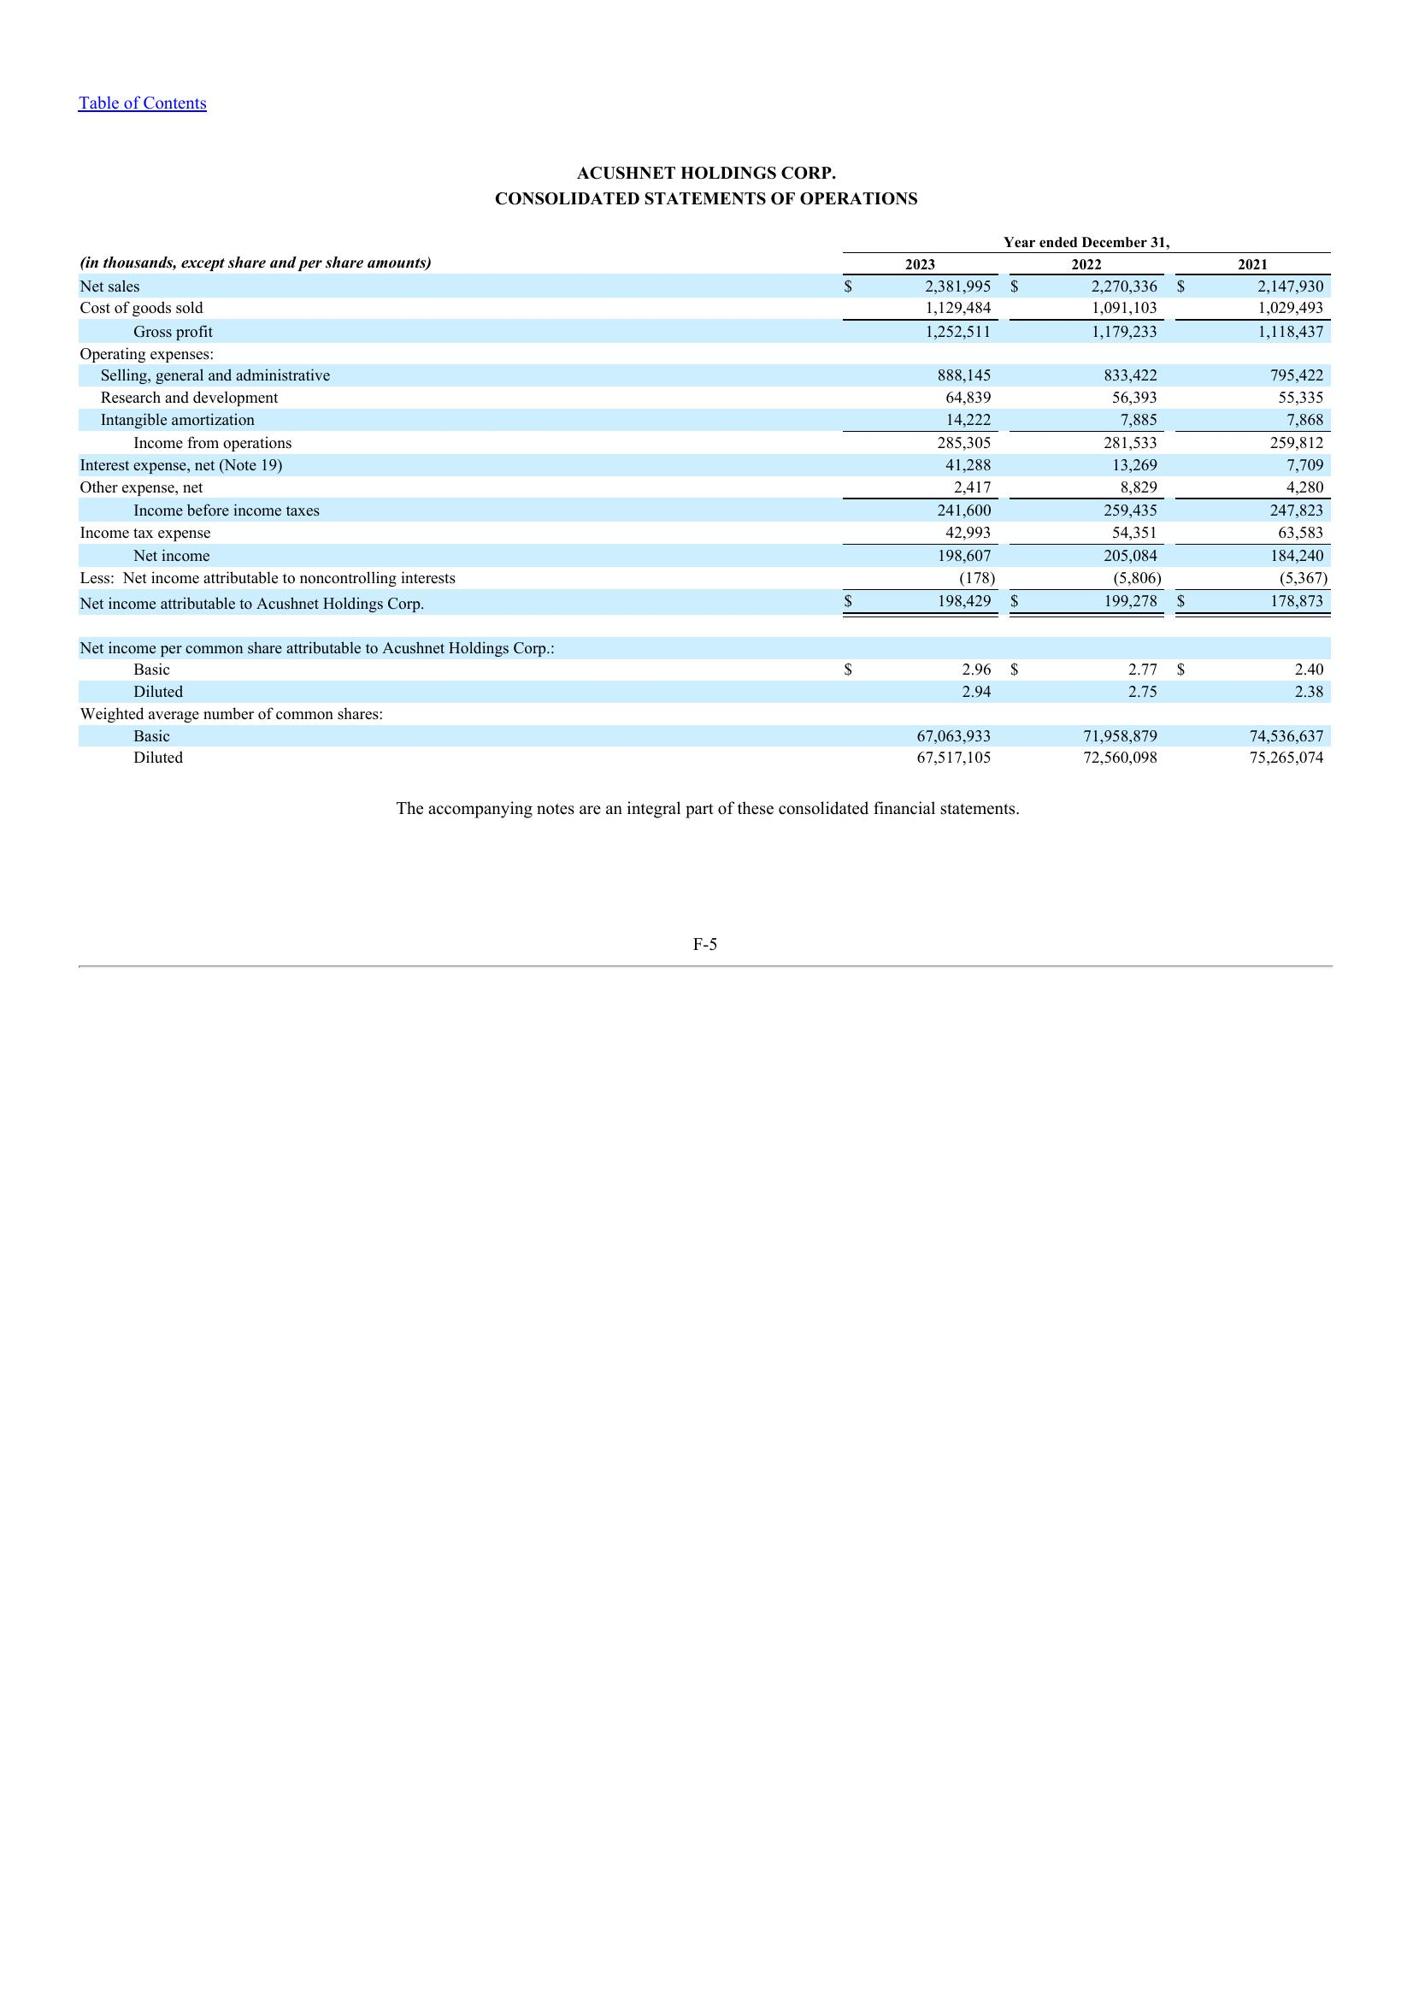 Table of Contents
ACUSHNET HOLDINGS CORP.
CONSOLIDATED STATEMENTS OF OPERATIONS
Year ended December 31,
(in thousands, except share and per share amounts) 2023 2022 2021
Net sales $ 2,381,995 $ 2,270,336 $ 2,147,930
Cost of goods sold 1,129,484 1,091,103 1,029,493
Gross profit 1,252,511 1,179,233 1,118,437
Operating expenses:
Selling, general and administrative 888,145 833,422 795,422
Research and development 64,839 56,393 55,335
Intangible amortization 14,222 7,885 7,868
Income from operations 285,305 281,533 259,812
Interest expense, net (Note 19) 41,288 13,269 7,709
Other expense, net 2,417 8,829 4,280
Income before income taxes 241,600 259,435 247,823
Income tax expense 42,993 54,351 63,583
Net income 198,607 205,084 184,240
Less: Net income attributable to noncontrolling interests (178) (5,806) (5,367)
Net income attributable to Acushnet Holdings Corp. $ 198,429 $ 199,278 $ 178,873
Net income per common share attributable to Acushnet Holdings Corp.:
Basic $ 2.96 $ 2.77 $ 2.40
Diluted 2.94 2.75 2.38
Weighted average number of common shares:
Basic 67,063,933 71,958,879 74,536,637
Diluted 67,517,105 72,560,098 75,265,074
The accompanying notes are an integral part of these consolidated financial statements.
F-5